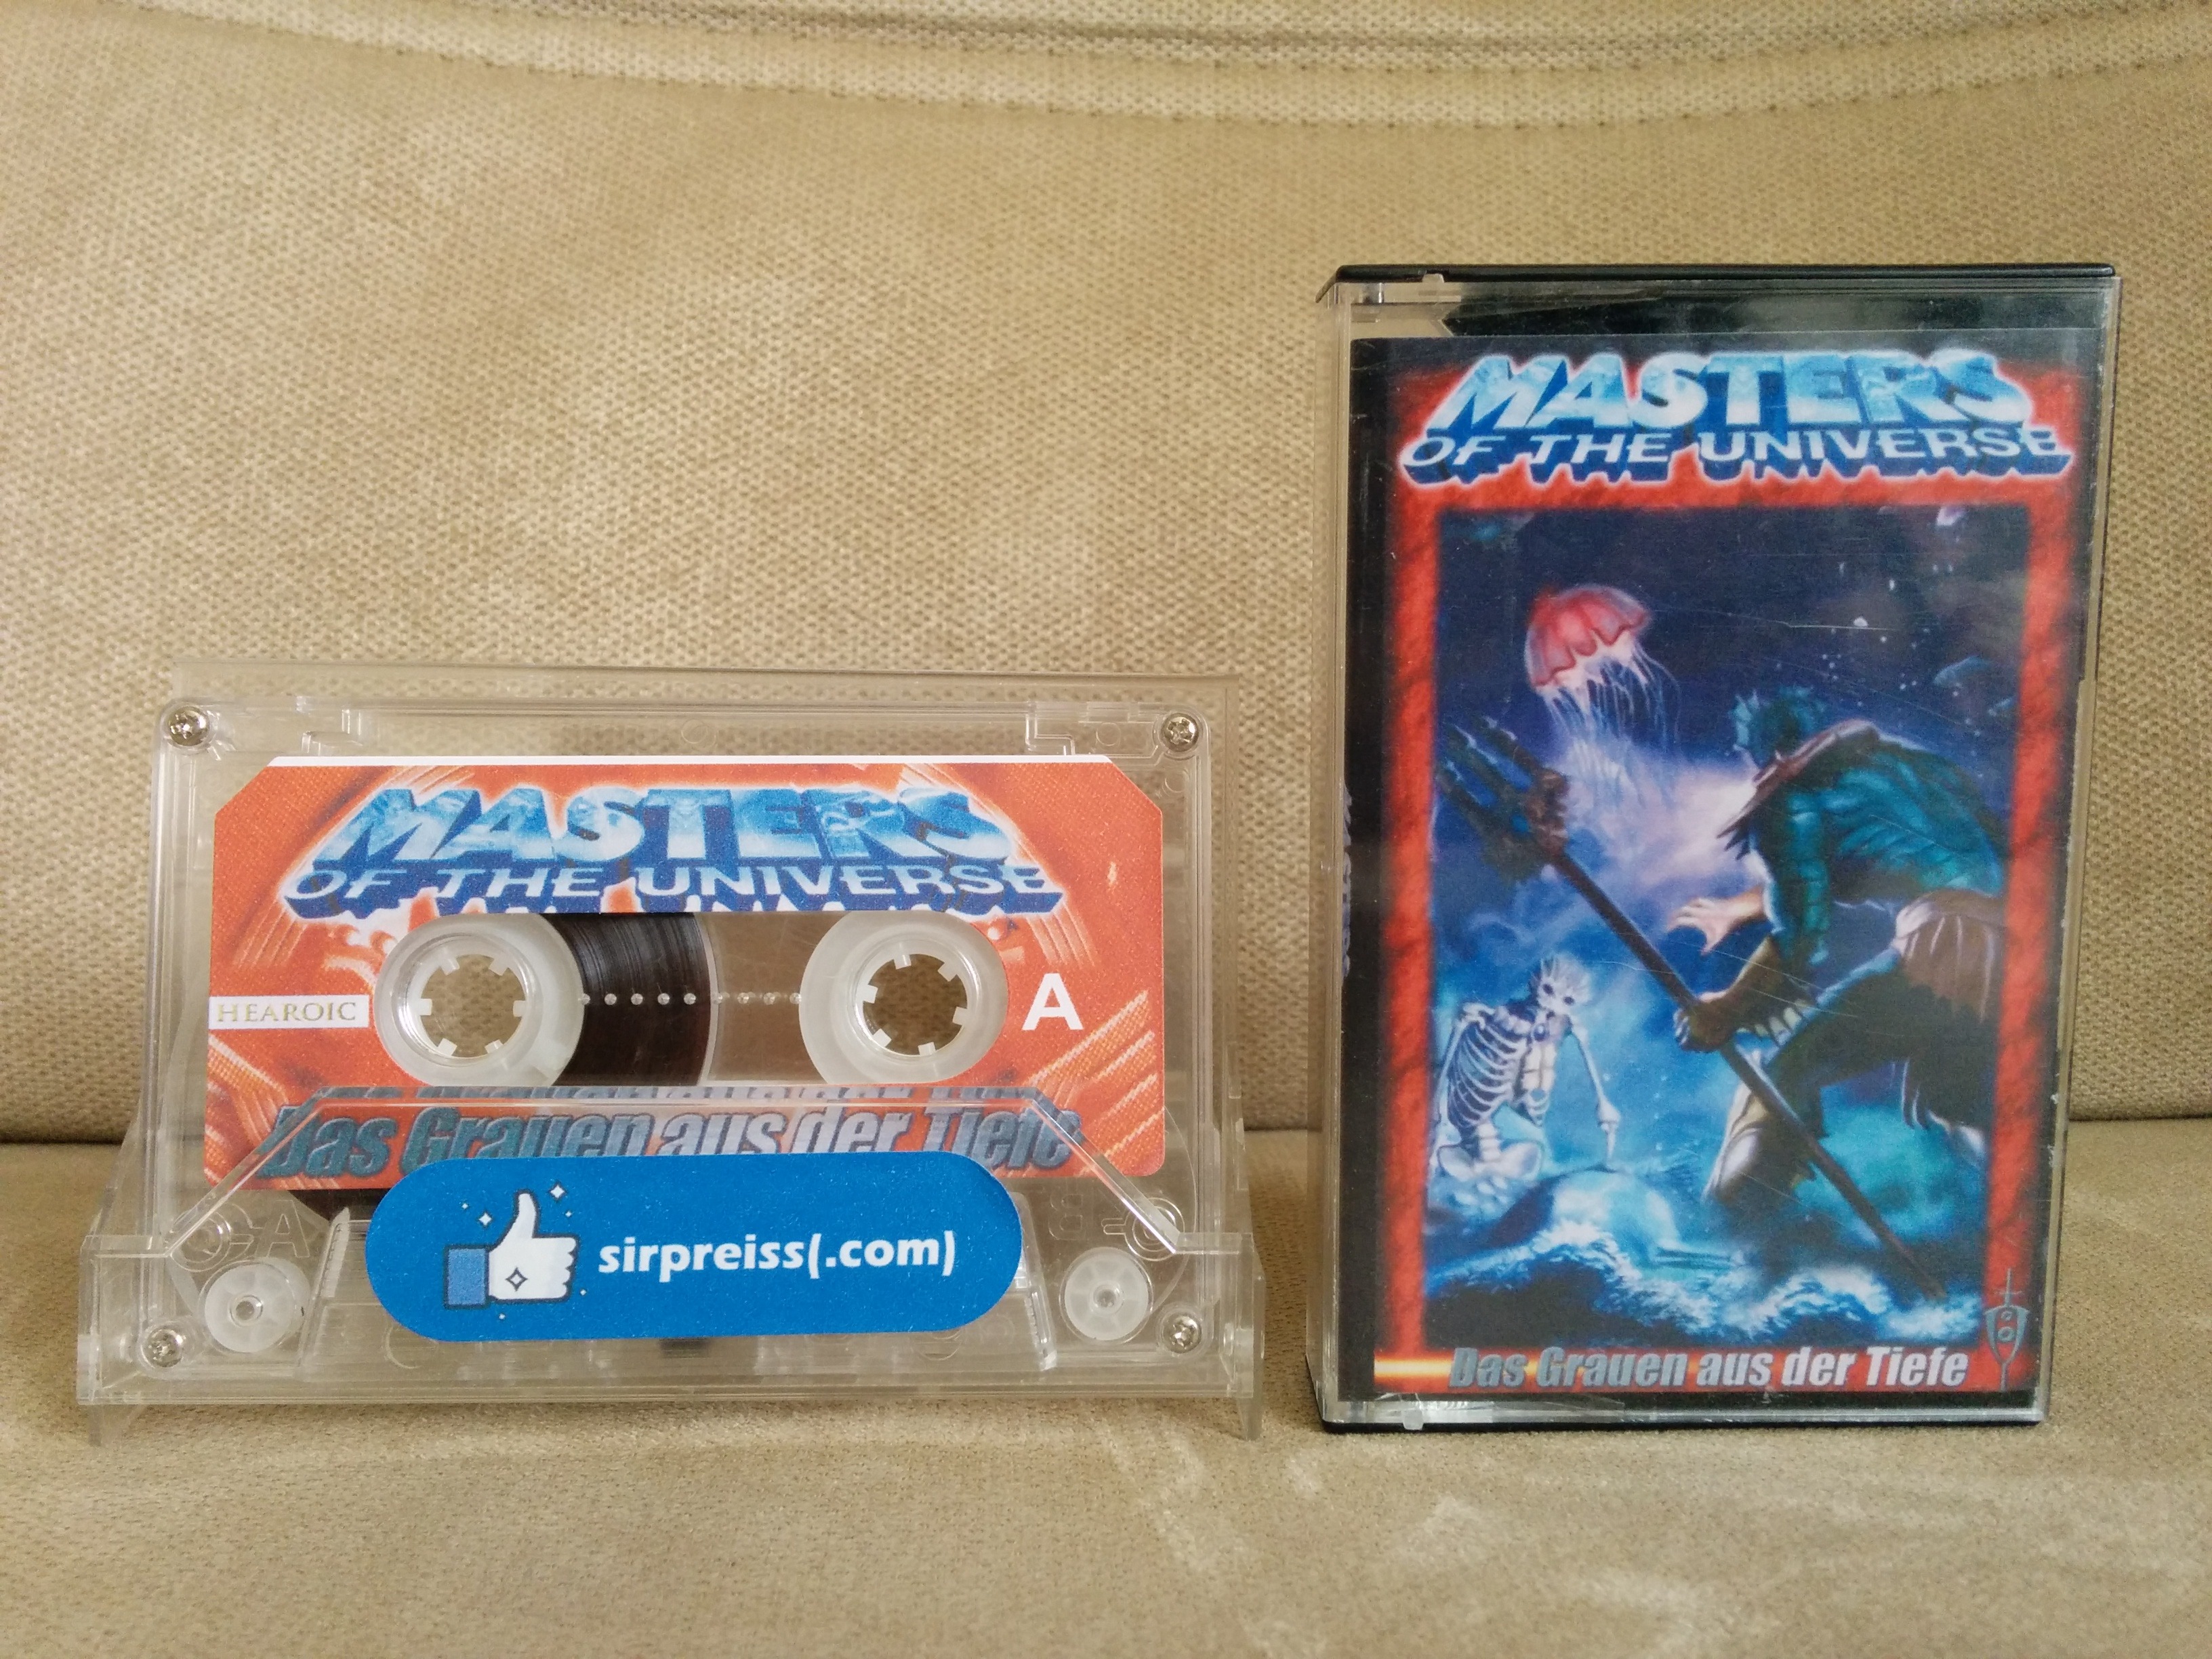 MASTERS
OF THE UNIVERSE
HEAROIC
A
Das Grauen aus der Tiefe
sirpreiss(.com)
MASTERS
OF THE UNIVERSE
Das Grauen aus der Tiefe